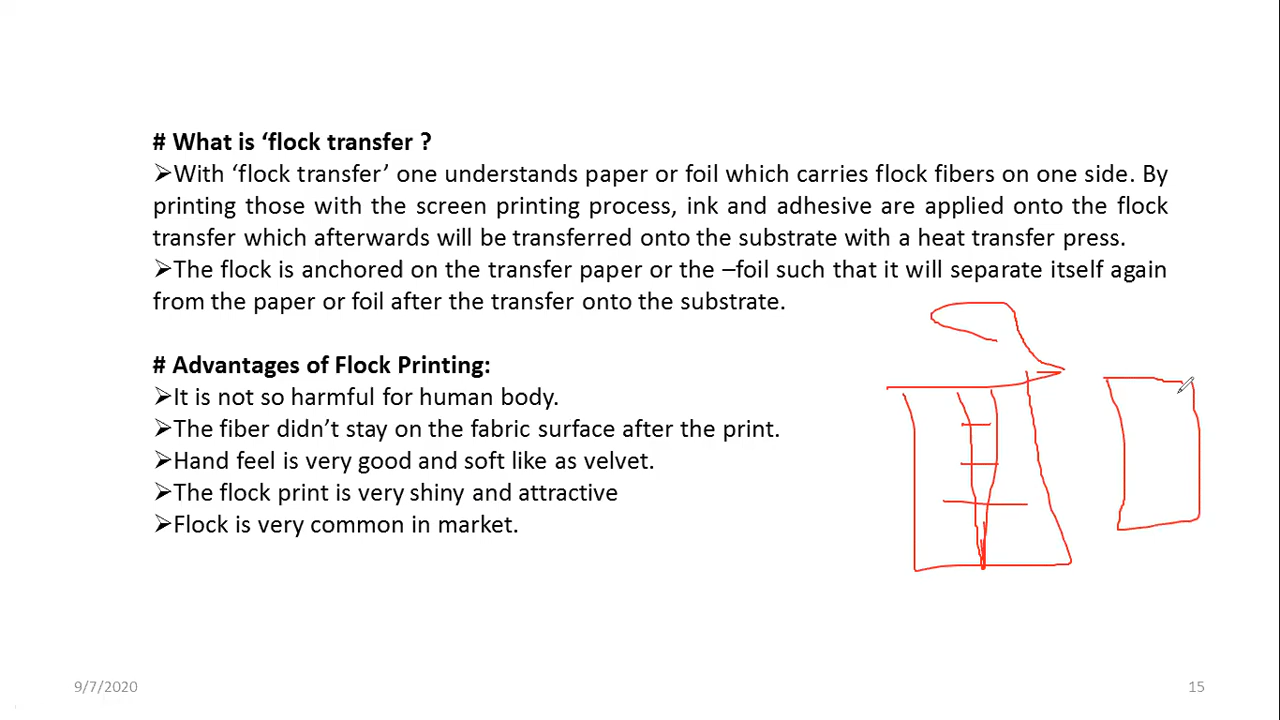 # What is ‘flock transfer ?
➢With ‘flock transfer’ one understands paper or foil which carries flock fibers on one side. By
printing those with the screen printing process, ink and adhesive are applied onto the flock
transfer which afterwards will be transferred onto the substrate with a heat transfer press.
➢The flock is anchored on the transfer paper or the –foil such that it will separate itself again
from the paper or foil after the transfer onto the substrate.
# Advantages of Flock Printing:
➢It is not so harmful for human body.
➢The fiber didn’t stay on the fabric surface after the print.
➢Hand feel is very good and soft like as velvet.
➢The flock print is very shiny and attractive
➢Flock is very common in market.
9/7/2020
15